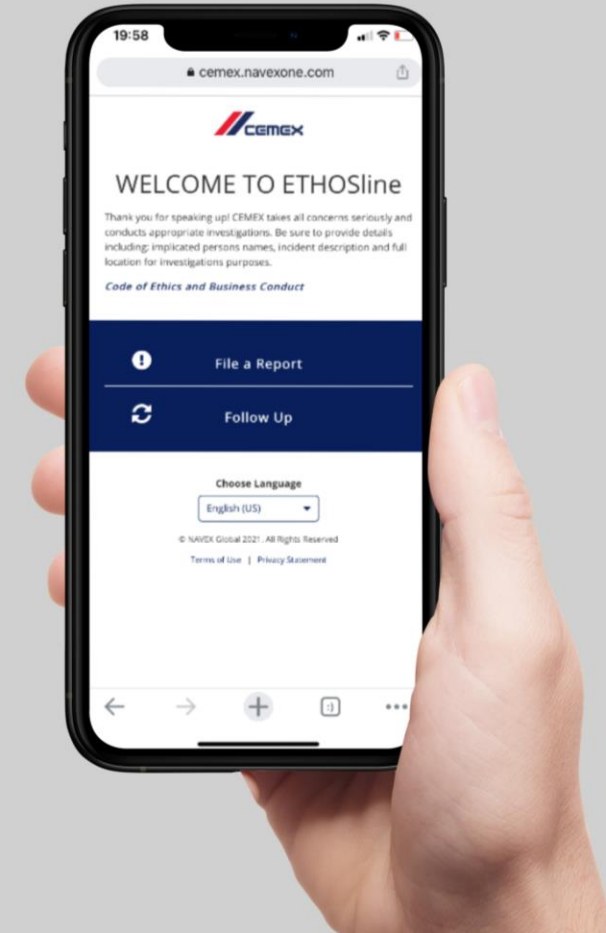 19:58
cemex.navexone.com
CEMEX
WELCOME TO ETHOSline
Thank you for speaking up! CEMEX takes all concerns seriously and
conducts appropriate investigations. Be sure to provide details
including: implicated persons names, incident description and full
location for investigations purposes.
Code of Ethics and Business Conduct
File a Report
Follow Up
Choose Language
English (US)
© NAVEX Global 2021. All Rights Reserved
Terms of Use | Privacy Statement
:)